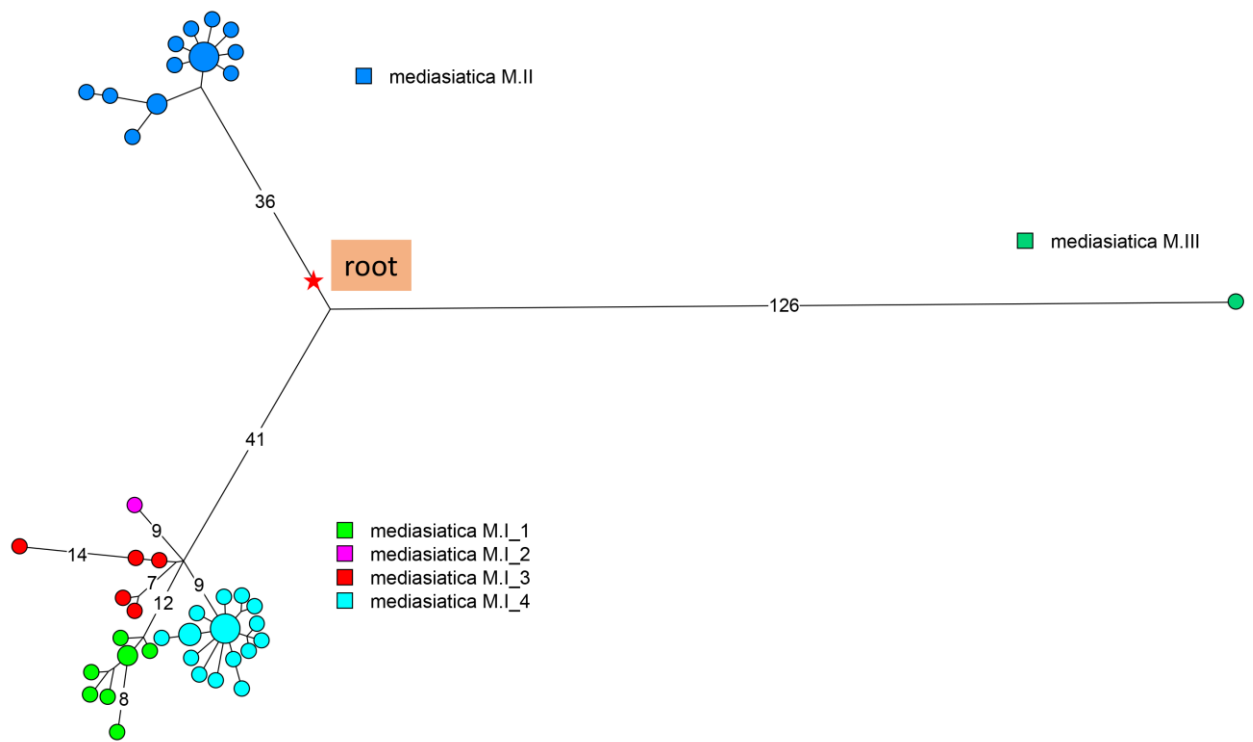 mediasiatica M.II
36
root
mediasiatica M.III
126
41
9
14
7
9
12
8
mediasiatica M.I_1
mediasiatica M.I_2
mediasiatica M.I_3
mediasiatica M.I_4